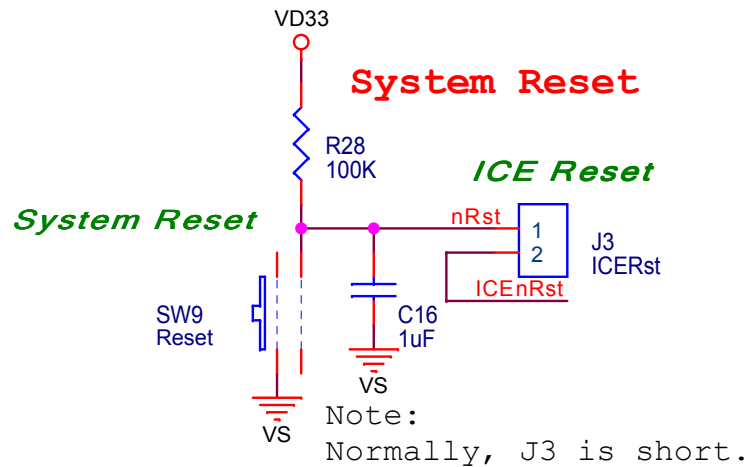 VD33
System Reset
R28
100K
ICE Reset
System Reset
nRst
1
2
J3
ICERst
ICEnRst
SW9
Reset
C16
1uF
VS
VS
Note:
Normally, J3 is short.